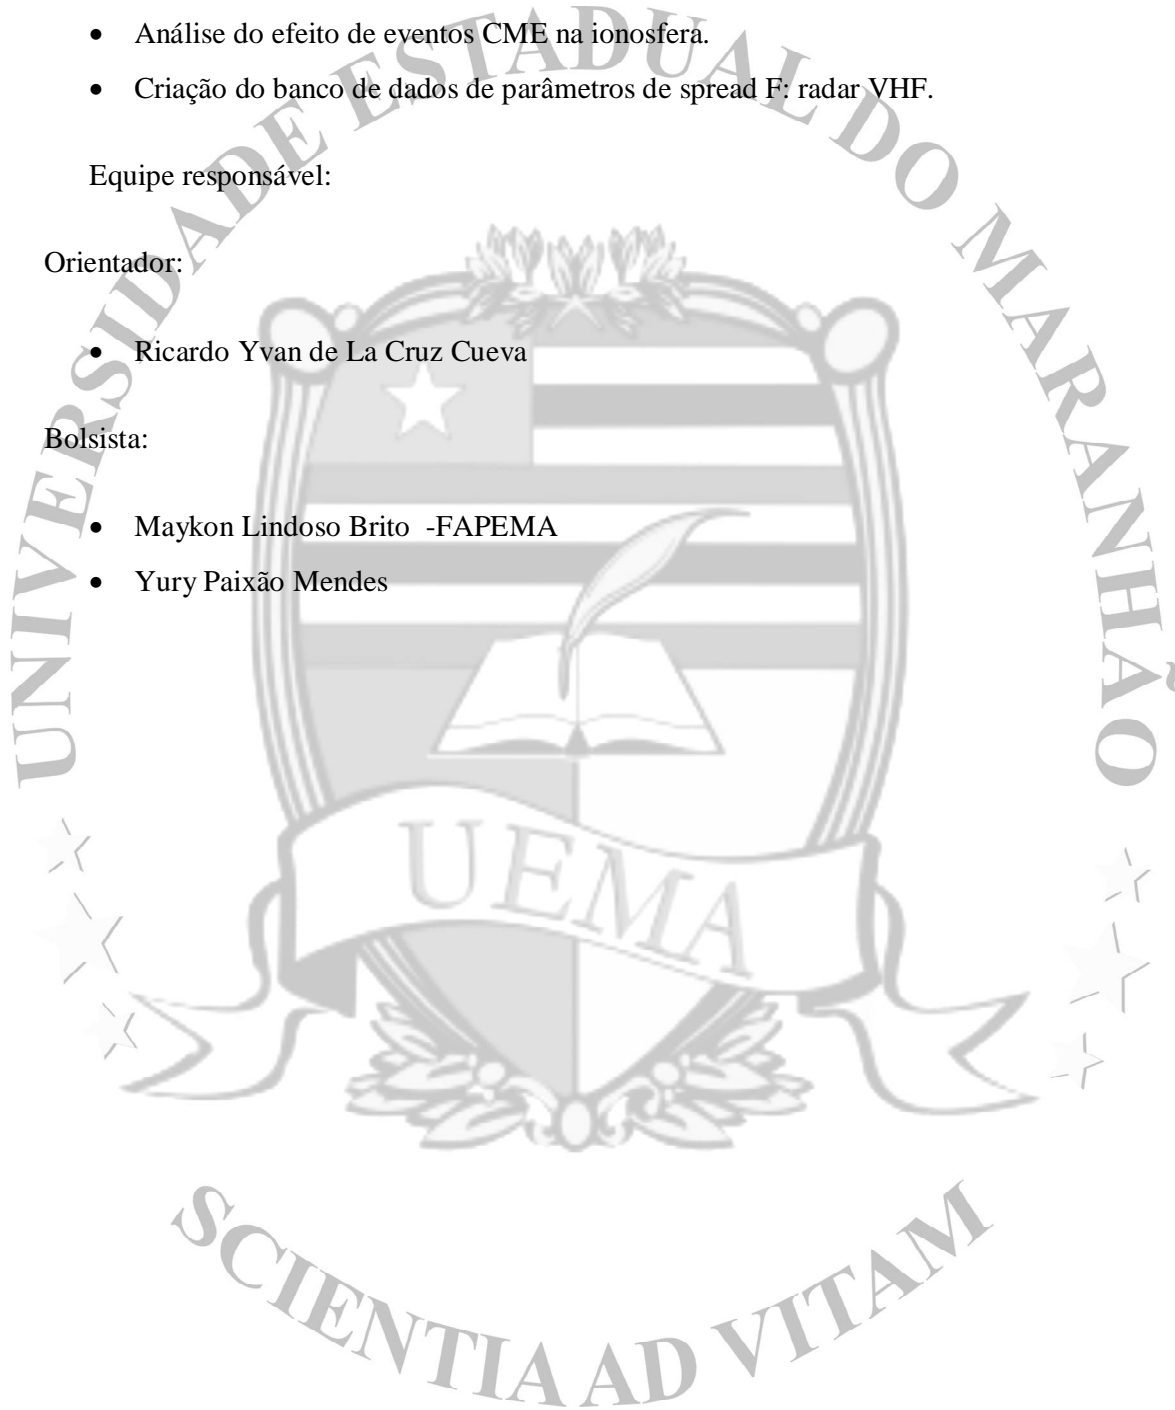 • Análise do efeito de eventos CME na ionosfera.
• Criação do banco de dados de parâmetros de spread F: radar VHF.
Equipe responsável:
Orientador:
• Ricardo Yvan de La Cruz Cueva
Bolsista:
• Maykon Lindoso Brito -FAPEMA
• Yury Paixão Mendes
UNIVERSIDADE ESTADUAL DO MARANHÃO
UEMA
SCIENTIA AD VITAM